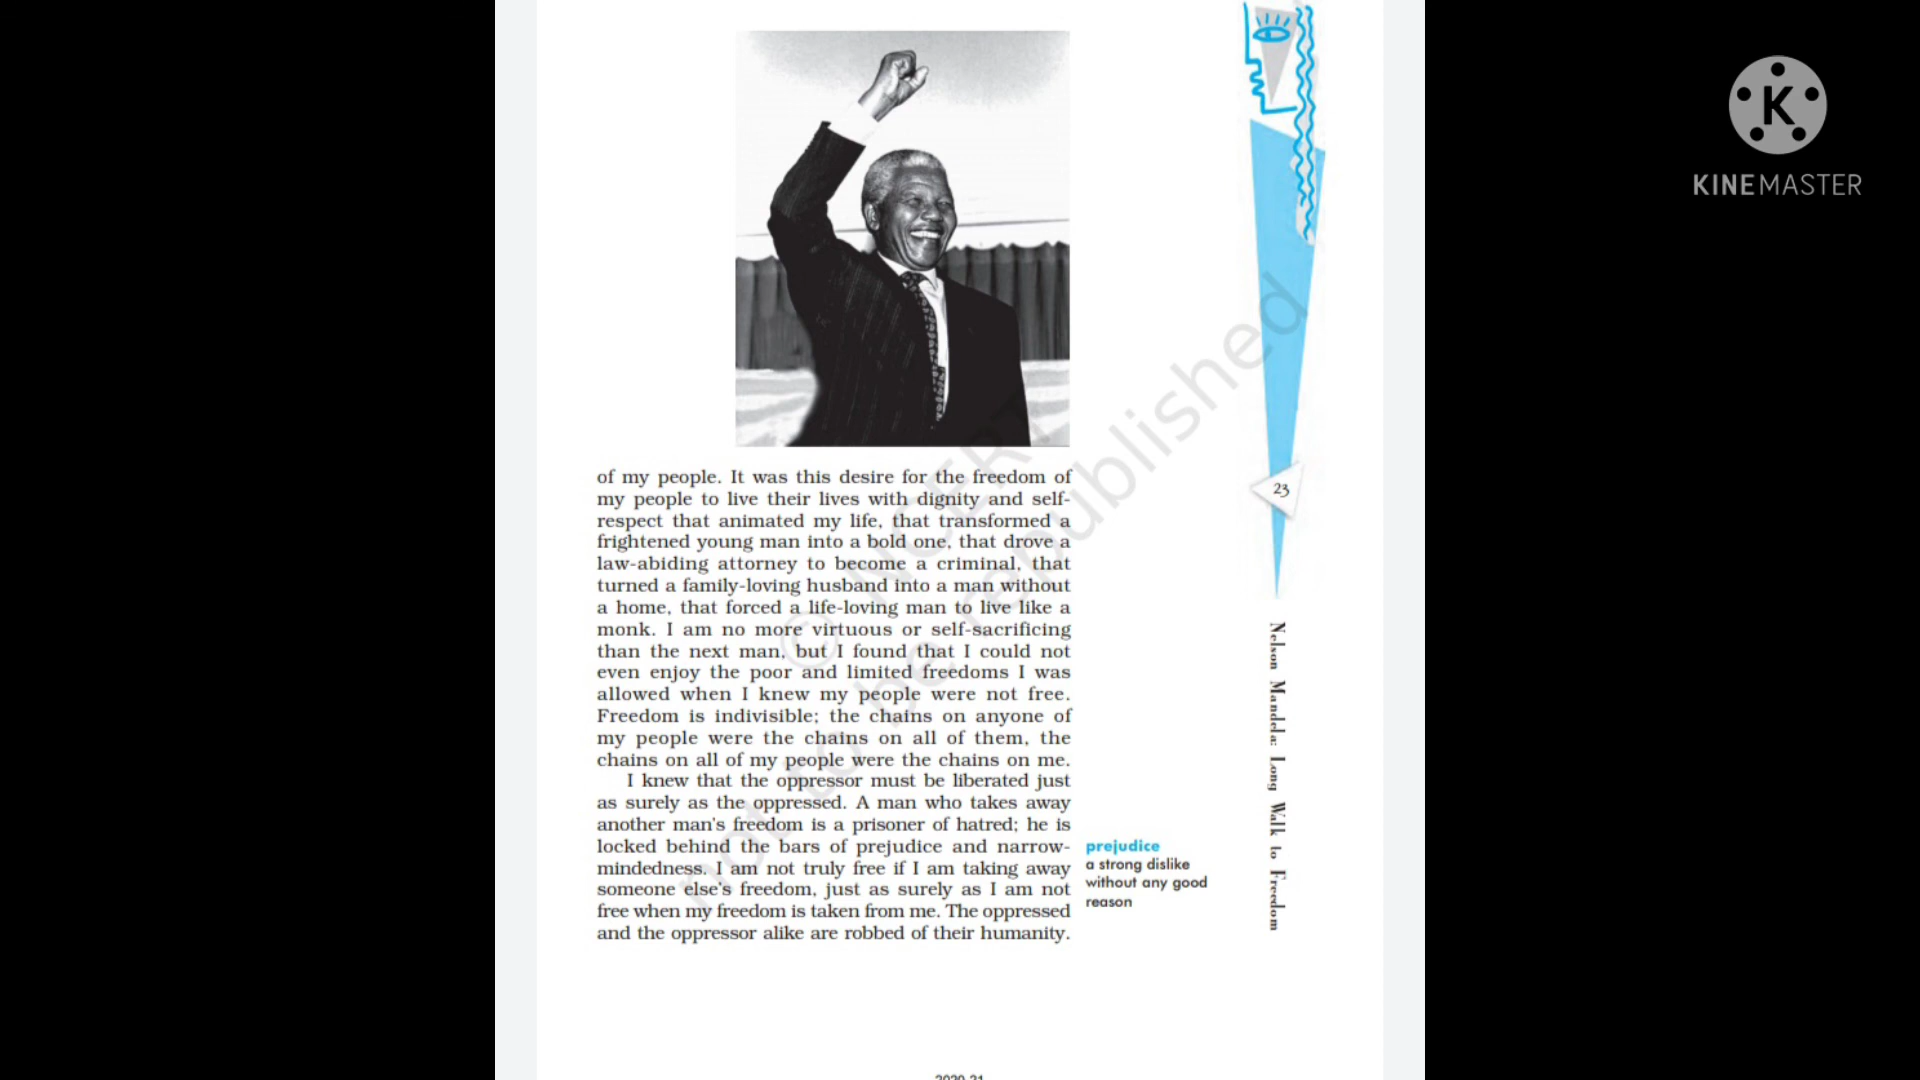 K
KINEMASTER
of my people. It was this desire for the freedom of
my people to live their lives with dignity and self-
respect that animated my life, that transformed a
frightened young man into a bold one, that drove a
law-abiding attorney to become a criminal, that
turned a family-loving husband into a man without
a home, that forced a life-loving man to live like a
monk. I am no more virtuous or self-sacrificing
than the next man, but I found that I could not
even enjoy the poor and limited freedoms I was
allowed when I knew my people were not free.
Freedom is indivisible; the chains on anyone of
my people were the chains on all of them, the
chains on all of my people were the chains on me.
I knew that the oppressor must be liberated just
as surely as the oppressed. A man who takes away
another man's freedom is a prisoner of hatred; he is
locked behind the bars of prejudice and narrow-
mindedness. I am not truly free if I am taking away
someone else's freedom, just as surely as I am not
free when my freedom is taken from me. The oppressed
and the oppressor alike are robbed of their humanity.
prejudice
a strong dislike
without any good
reason
23
Nelson Mandela: Long Walk to Freedom
© NCERT
not to be republished
2020-21